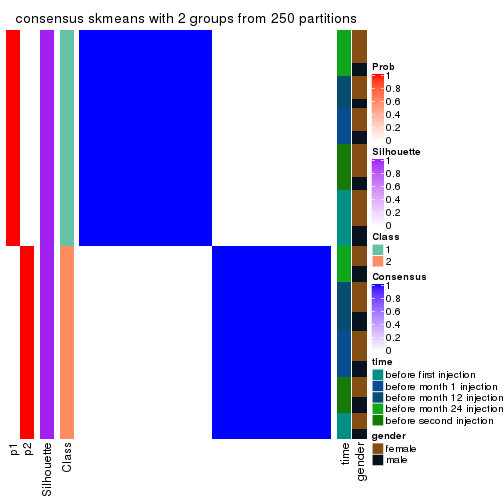 consensus skmeans with 2 groups from 250 partitions
Prob
1
0.8
0.6
0.4
0.2
0
Silhouette
1
0.8
0.6
0.4
0.2
0
Class
1
2
Consensus
1
0.8
0.6
0.4
0.2
0
time
before first injection
before month 1 injection
before month 12 injection
before month 24 injection
before second injection
gender
female
male
p1
p2
Silhouette
Class
time
gender